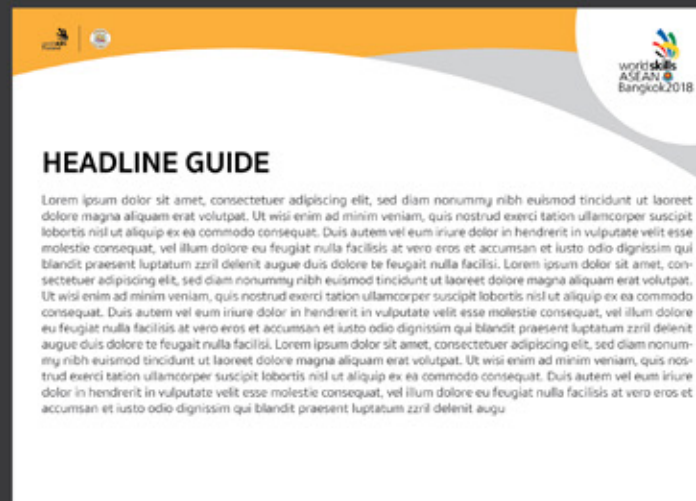 worldskills
ASEAN
Bangkok2018
HEADLINE GUIDE
Lorem ipsum dolor sit amet, consectetuer adipiscing elit, sed diam nonummy nibh euismod tincidunt ut laoreet
dolore magna aliquam erat volutpat. Ut wisi enim ad minim veniam, quis nostrud exerci tation ullamcorper suscipit
lobortis nisl ut aliquip ex ea commodo consequat. Duis autem vel eum iriure dolor in hendrerit in vulputate velit esse
molestie consequat, vel illum dolore eu feugiat nulla facilisis at vero eros et accumsan et iusto odio dignissim qui
blandit praesent luptatum zzril delenit augue duis dolore te feugait nulla facilisi. Lorem ipsum dolor sit amet, con-
sectetuer adipiscing elit, sed diam nonummy nibh euismod tincidunt ut laoreet dolore magna aliquam erat volutpat.
Ut wisi enim ad minim veniam, quis nostrud exerci tation ullamcorper suscipit lobortis nisl ut aliquip ex ea commodo
consequat. Duis autem vel eum iriure dolor in hendrerit in vulputate velit esse molestie consequat, vel illum dolore
eu feugiat nulla facilisis at vero eros et accumsan et iusto odio dignissim qui blandit praesent luptatum zzril delenit
augue duis dolore te feugait nulla facilisi. Lorem ipsum dolor sit amet, consectetuer adipiscing elit, sed diam nonum-
my nibh euismod tincidunt ut laoreet dolore magna aliquam erat volutpat. Ut wisi enim ad minim veniam, quis nos-
trud exerci tation ullamcorper suscipit lobortis nisl ut aliquip ex ea commodo consequat. Duis autem vel eum iriure
dolor in hendrerit in vulputate velit esse molestie consequat, vel illum dolore eu feugiat nulla facilisis at vero eros et
accumsan et iusto odio dignissim qui blandit praesent luptatum zzril delenit augu